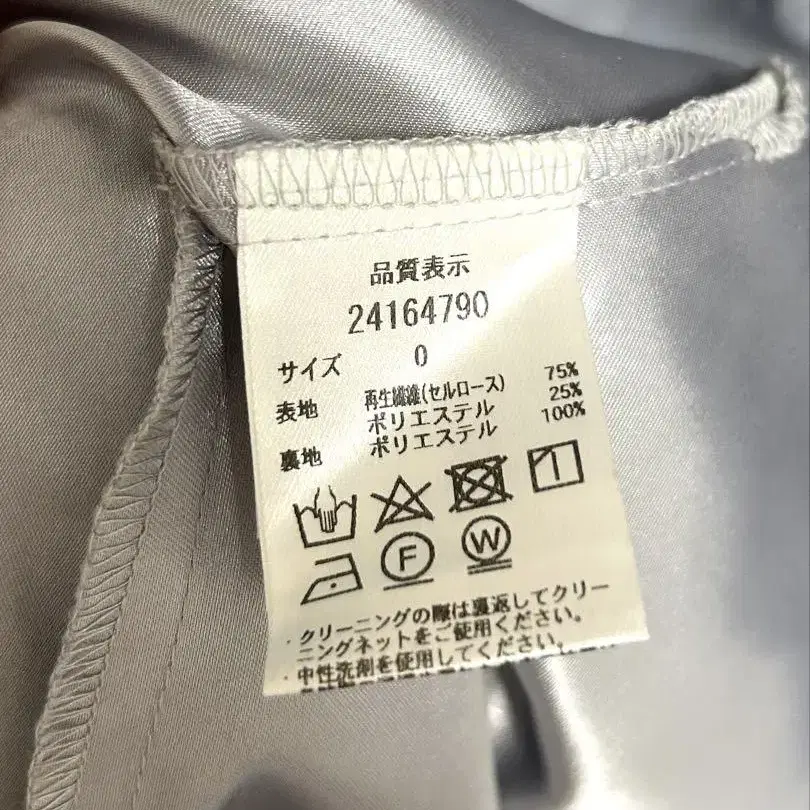 品質表示
24164790
サイズ 0
表地 再生繊維(セルロース) 75%
ポリエステル 25%
裏地 ポリエステル 100%
F W
・クリーニングの際は裏返してクリー
ニングネットをご使用ください。
・中性洗剤を使用してください。